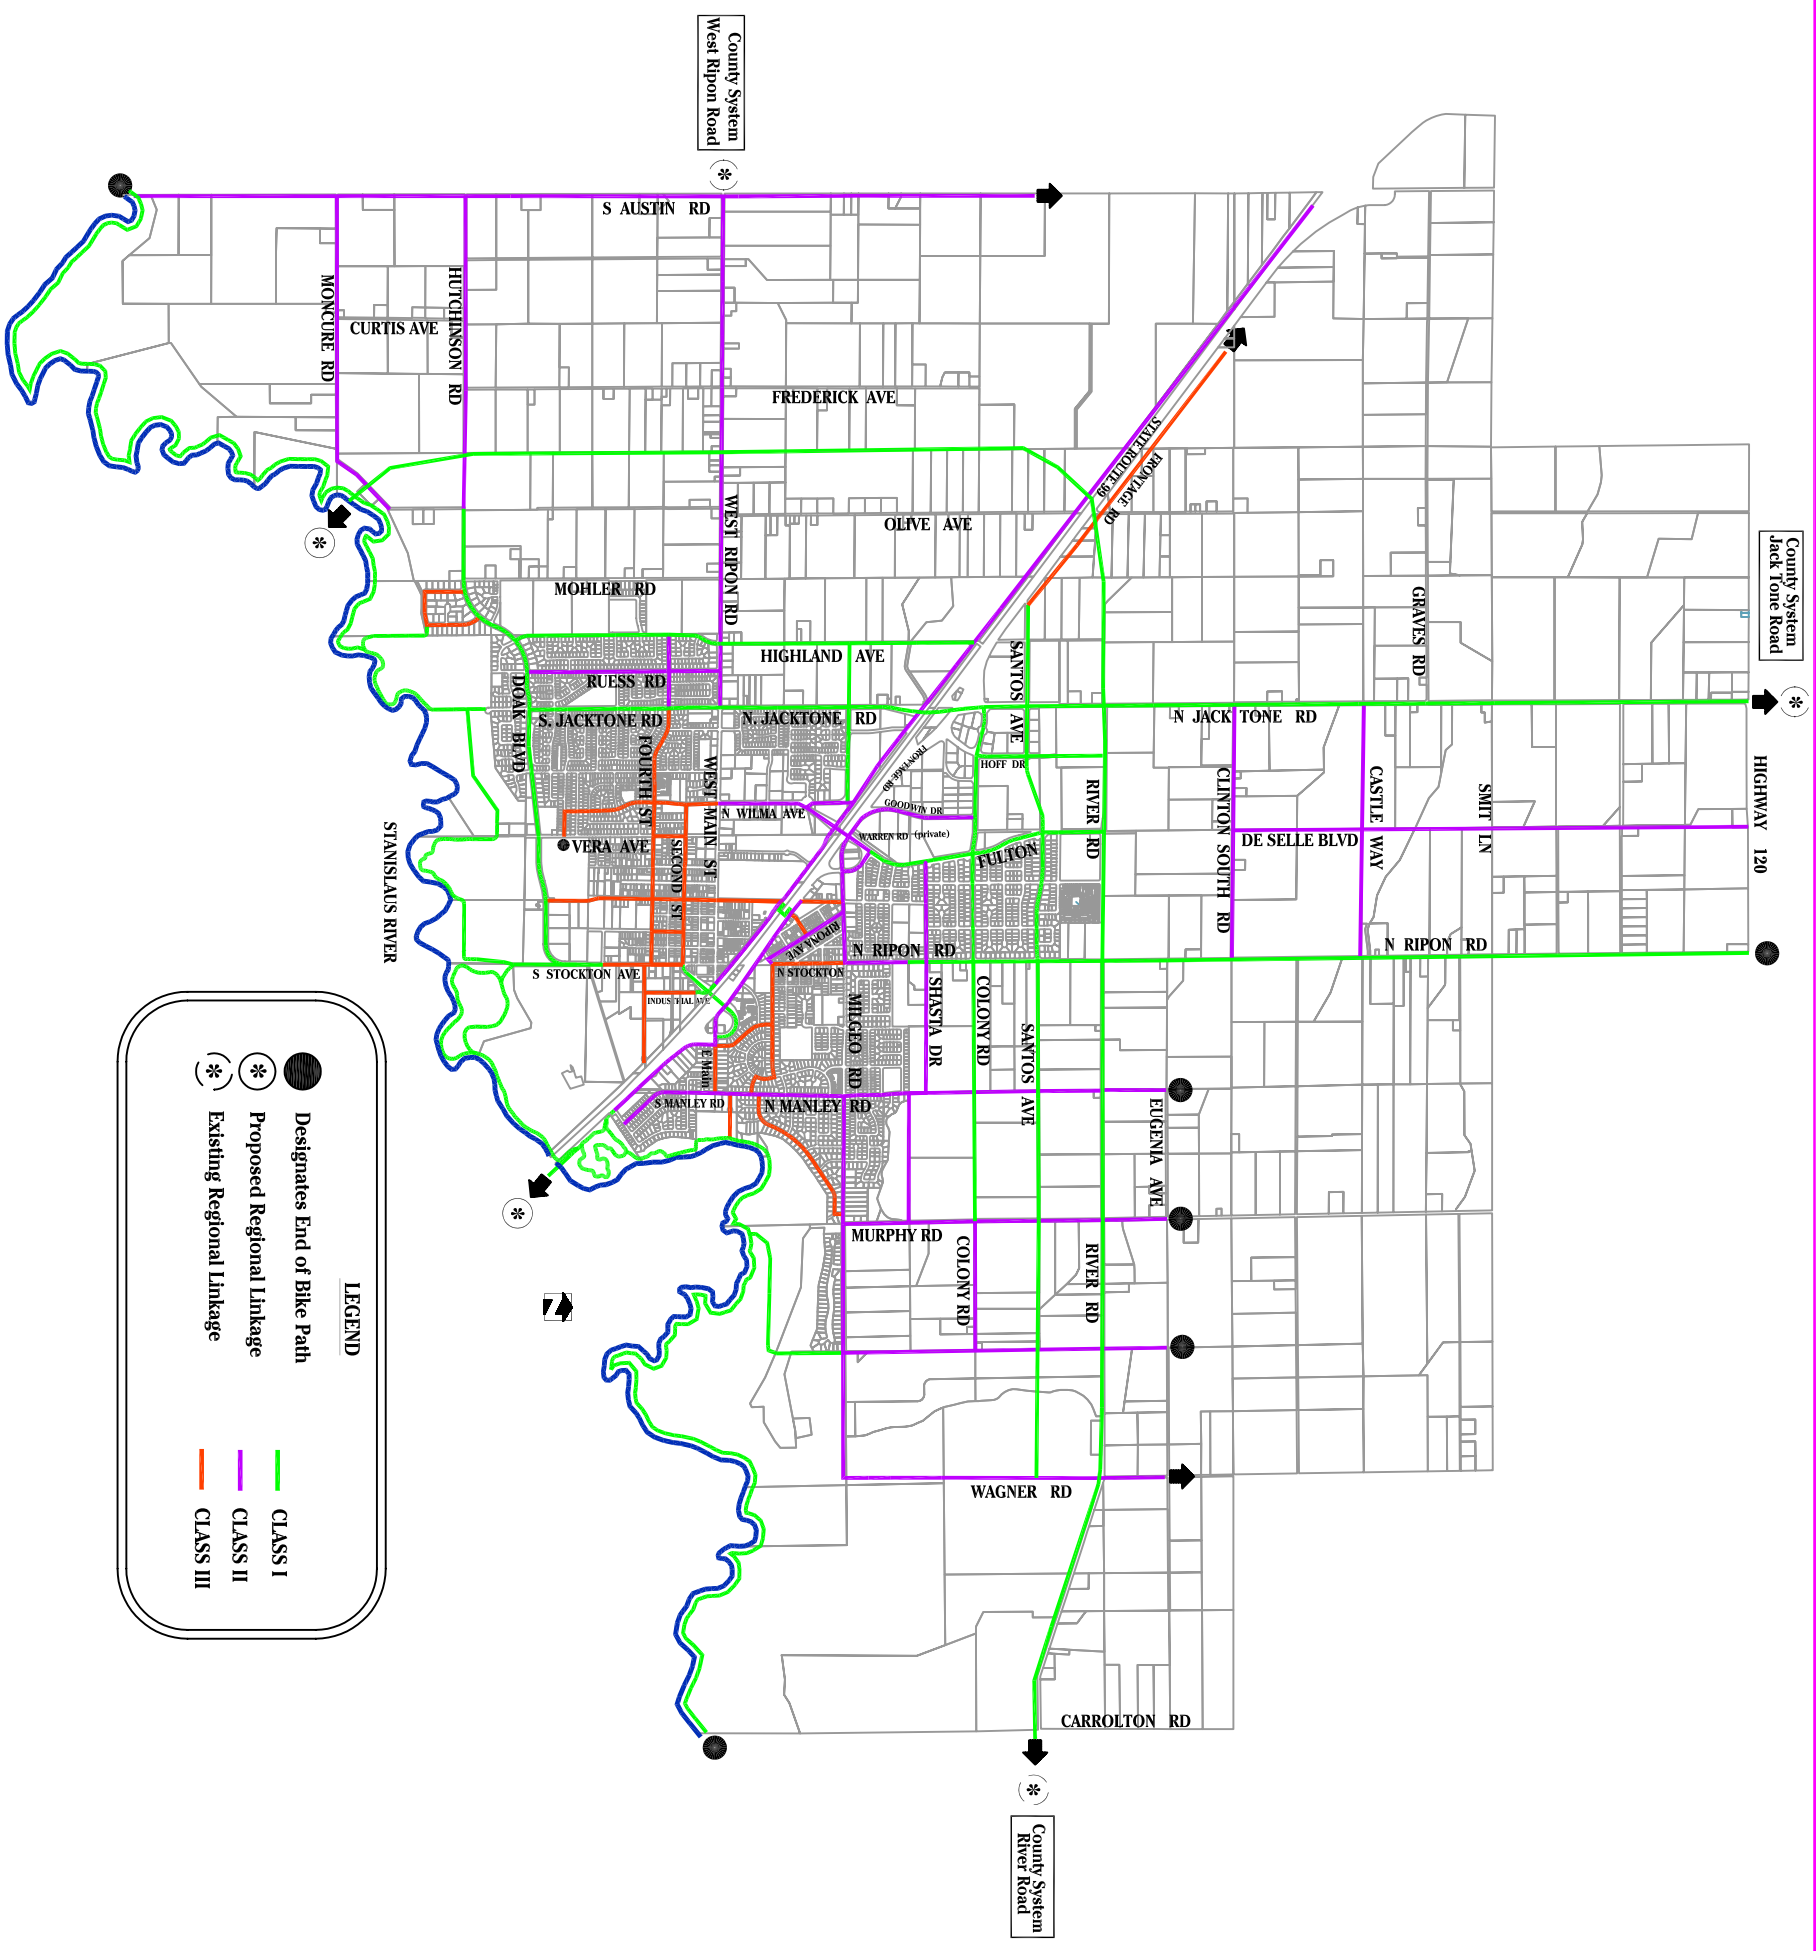 County System
West Ripon Road
(*)
S AUSTIN RD
MONCURE RD
HUTCHINSON RD
CURTIS AVE
FREDERICK AVE
STATE ROUTE 99
FRONTAGE RD
WEST RIPON RD
OLIVE AVE
*
MOHLER RD
County System
Jack Tone Road
*
GRAVES RD
HIGHLAND AVE
SANTOS AVE
RUESS RD
DOAK BLVD
S. JACKTONE RD
N. JACKTONE RD
N JACK TONE RD
FOURTH ST
WEST MAIN ST
FRONTAGE RD
HOFF DR
RIVER RD
CLINTON SOUTH RD
CASTLE WAY
SMIT LN
HIGHWAY 120
N WILMA AVE
GOODWIN DR
WARREN RD (private)
FULTON
DE SELLE BLVD
VERA AVE
SECOND ST
STANISLAUS RIVER
RIPONA AVE
N RIPON RD
N RIPON RD
S STOCKTON AVE
N STOCKTON
INDUSTRIAL AVE
MILGEO RD
SHASTA DR
COLONY RD
SANTOS AVE
E Main
S MANLEY RD
N MANLEY RD
EUGENIA AVE
*
MURPHY RD
COLONY RD
RIVER RD
N
WAGNER RD
CARROLTON RD
(*)
County System
River Road
LEGEND
Designates End of Bike Path
* Proposed Regional Linkage
(*) Existing Regional Linkage
CLASS I
CLASS II
CLASS III